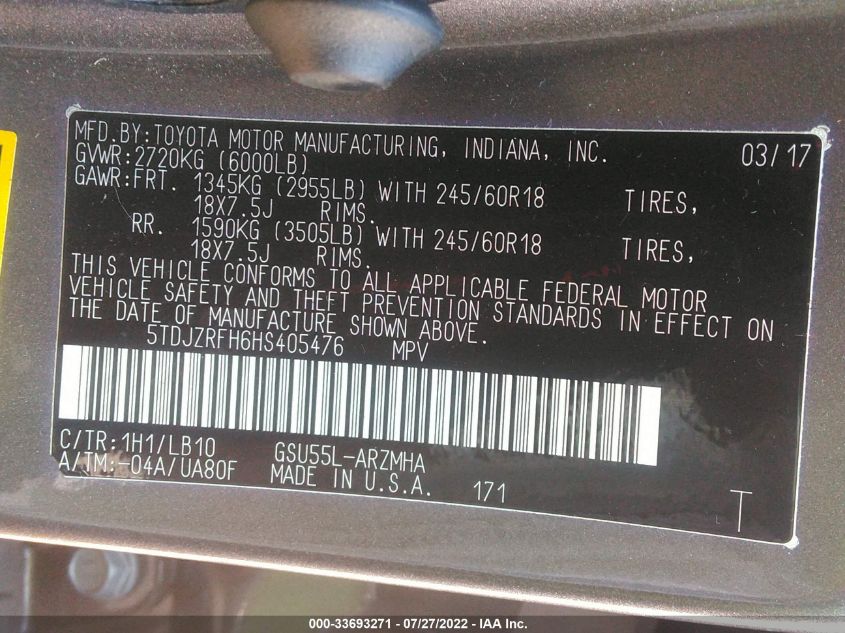 MFD.BY:TOYOTA MOTOR MANUFACTURING, INDIANA, INC. 03/17
GVWR:2720KG (6000LB)
GAWR:FRT. 1345KG (2955LB) WITH 245/60R18 TIRES,
18X7.5J RIMS.
RR. 1590KG (3505LB) WITH 245/60R18 TIRES,
18X7.5J RIMS.
THIS VEHICLE CONFORMS TO ALL APPLICABLE FEDERAL MOTOR
VEHICLE SAFETY AND THEFT PREVENTION STANDARDS IN EFFECT ON
THE DATE OF MANUFACTURE SHOWN ABOVE.
5TDJZRFH6HS405476 MPV
C/TR:1H1/LB10 GSU55L-ARZMHA
A/TM:-04A/UA80F MADE IN U.S.A. 171 T
000-33693271 - 07/27/2022 - IAA Inc.